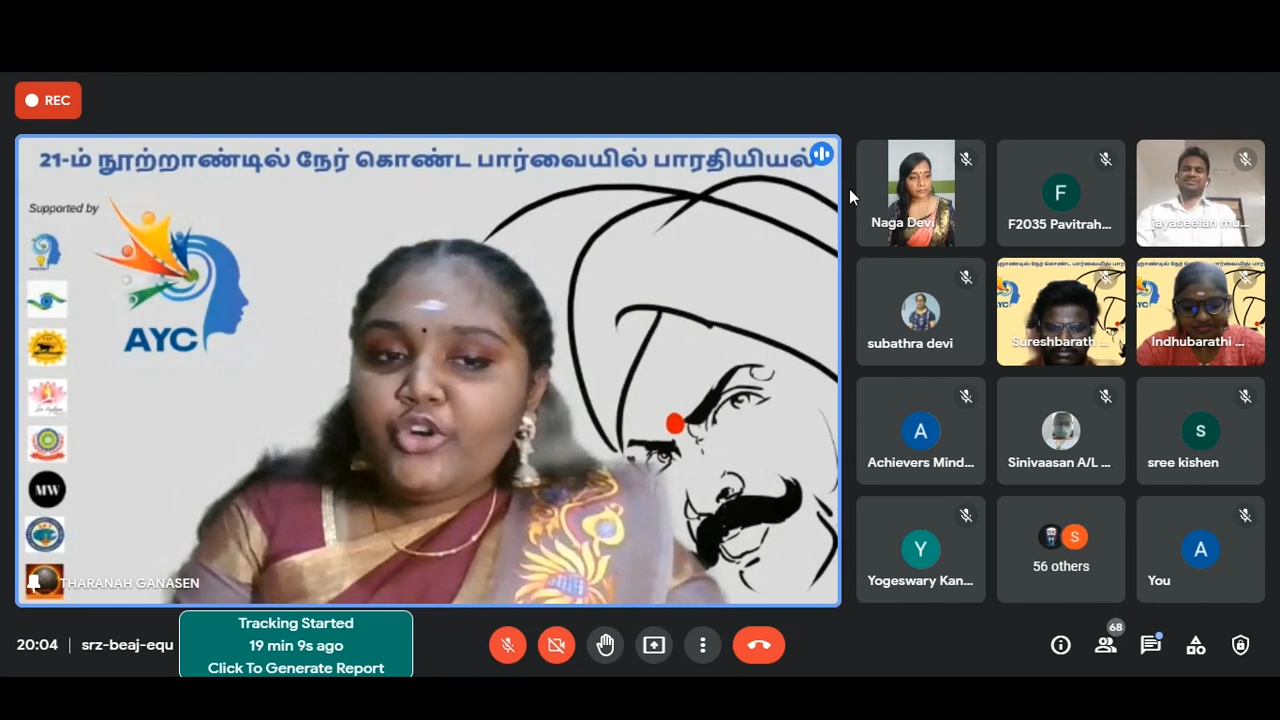 REC
21-ம் நூற்றாண்டில் நேர் கொண்ட பார்வையில் பாரதியியல்
Supported by
AYC
MW
THARANAH GANASEN
Naga Devi
F
F2035 Pavitrah...
jayaseelan mu...
subathra devi
Sureshbarath ...
Indhubarathi ...
A
Achievers Mind...
Sinivaasan A/L ...
S
sree kishen
Y
Yogeswary Kan...
S
56 others
A
You
20:04 | srz-beaj-equ
Tracking Started
19 min 9s ago
Click To Generate Report
68